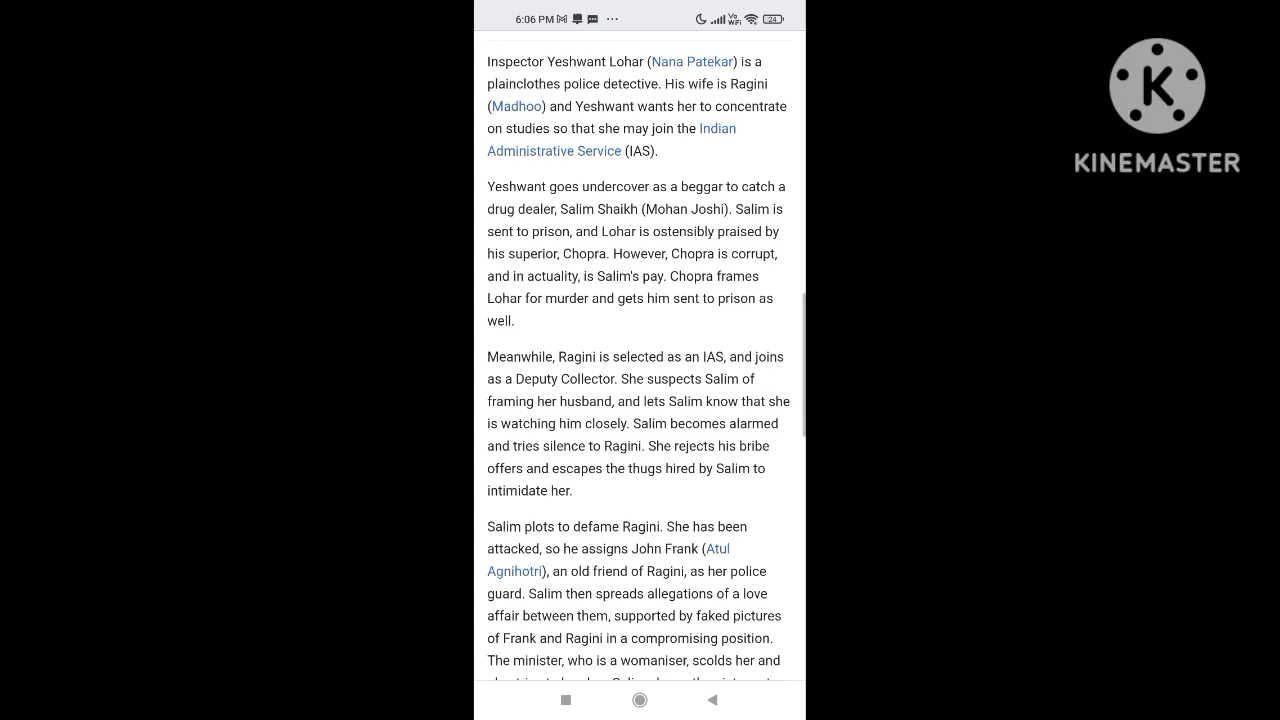 6:06 PM
Vo
WiFi
24
Inspector Yeshwant Lohar (Nana Patekar) is a
plainclothes police detective. His wife is Ragini
(Madhoo) and Yeshwant wants her to concentrate
on studies so that she may join the Indian
Administrative Service (IAS).
Yeshwant goes undercover as a beggar to catch a
drug dealer, Salim Shaikh (Mohan Joshi). Salim is
sent to prison, and Lohar is ostensibly praised by
his superior, Chopra. However, Chopra is corrupt,
and in actuality, is Salim's pay. Chopra frames
Lohar for murder and gets him sent to prison as
well.
Meanwhile, Ragini is selected as an IAS, and joins
as a Deputy Collector. She suspects Salim of
framing her husband, and lets Salim know that she
is watching him closely. Salim becomes alarmed
and tries silence to Ragini. She rejects his bribe
offers and escapes the thugs hired by Salim to
intimidate her.
Salim plots to defame Ragini. She has been
attacked, so he assigns John Frank (Atul
Agnihotri), an old friend of Ragini, as her police
guard. Salim then spreads allegations of a love
affair between them, supported by faked pictures
of Frank and Ragini in a compromising position.
The minister, who is a womaniser, scolds her and
K
KINEMASTER